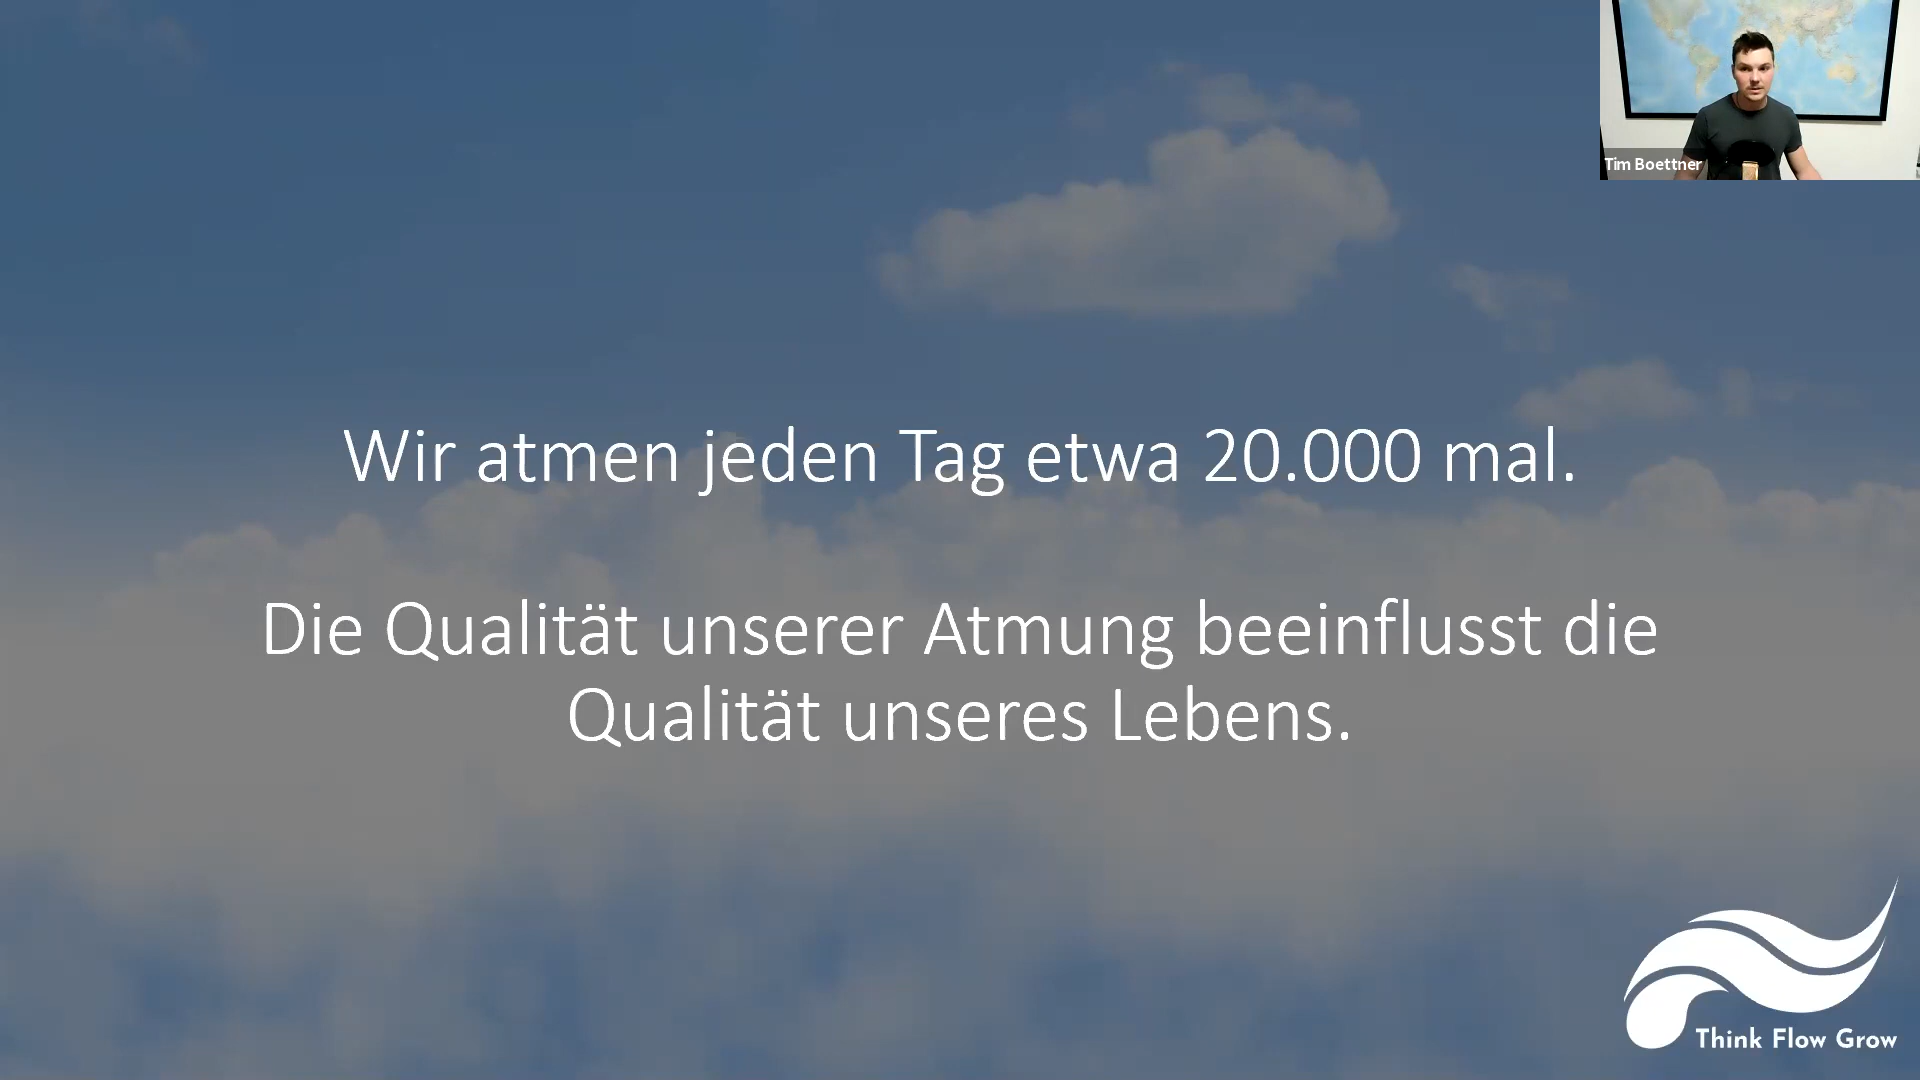 Tim Boettner
Wir atmen jeden Tag etwa 20.000 mal.
Die Qualität unserer Atmung beeinflusst die
Qualität unseres Lebens.
Think Flow Grow